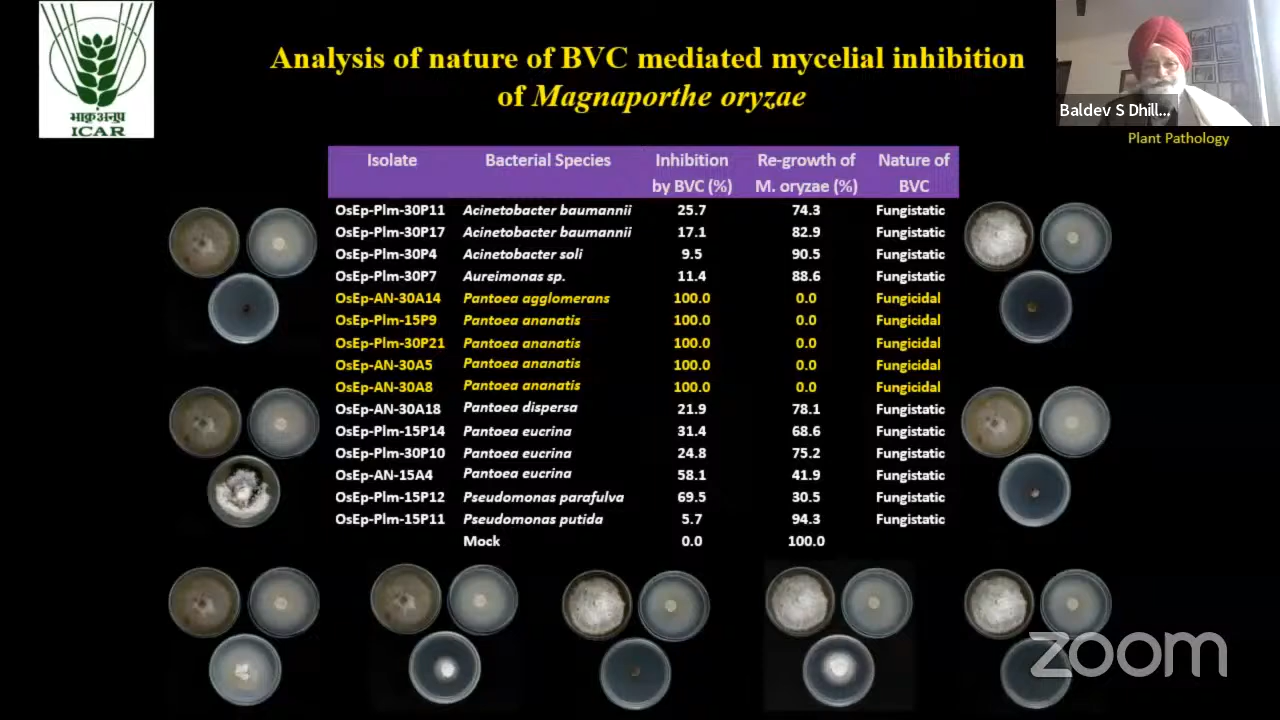 Analysis of nature of BVC mediated mycelial inhibition
of Magnaporthe oryzae
भाकृअनुप
ICAR
Baldev S Dhill...
Plant Pathology
Isolate Bacterial Species Inhibition by BVC (%) Re-growth of M. oryzae (%) Nature of BVC
OsEp-Plm-30P11 Acinetobacter baumannii 25.7 74.3 Fungistatic
OsEp-Plm-30P17 Acinetobacter baumannii 17.1 82.9 Fungistatic
OsEp-Plm-30P4 Acinetobacter soli 9.5 90.5 Fungistatic
OsEp-Plm-30P7 Aureimonas sp. 11.4 88.6 Fungistatic
OsEp-AN-30A14 Pantoea agglomerans 100.0 0.0 Fungicidal
OsEp-Plm-15P9 Pantoea ananatis 100.0 0.0 Fungicidal
OsEp-Plm-30P21 Pantoea ananatis 100.0 0.0 Fungicidal
OsEp-AN-30A5 Pantoea ananatis 100.0 0.0 Fungicidal
OsEp-AN-30A8 Pantoea ananatis 100.0 0.0 Fungicidal
OsEp-AN-30A18 Pantoea dispersa 21.9 78.1 Fungistatic
OsEp-Plm-15P14 Pantoea eucrina 31.4 68.6 Fungistatic
OsEp-Plm-30P10 Pantoea eucrina 24.8 75.2 Fungistatic
OsEp-AN-15A4 Pantoea eucrina 58.1 41.9 Fungistatic
OsEp-Plm-15P12 Pseudomonas parafulva 69.5 30.5 Fungistatic
OsEp-Plm-15P11 Pseudomonas putida 5.7 94.3 Fungistatic
Mock 0.0 100.0
zoom